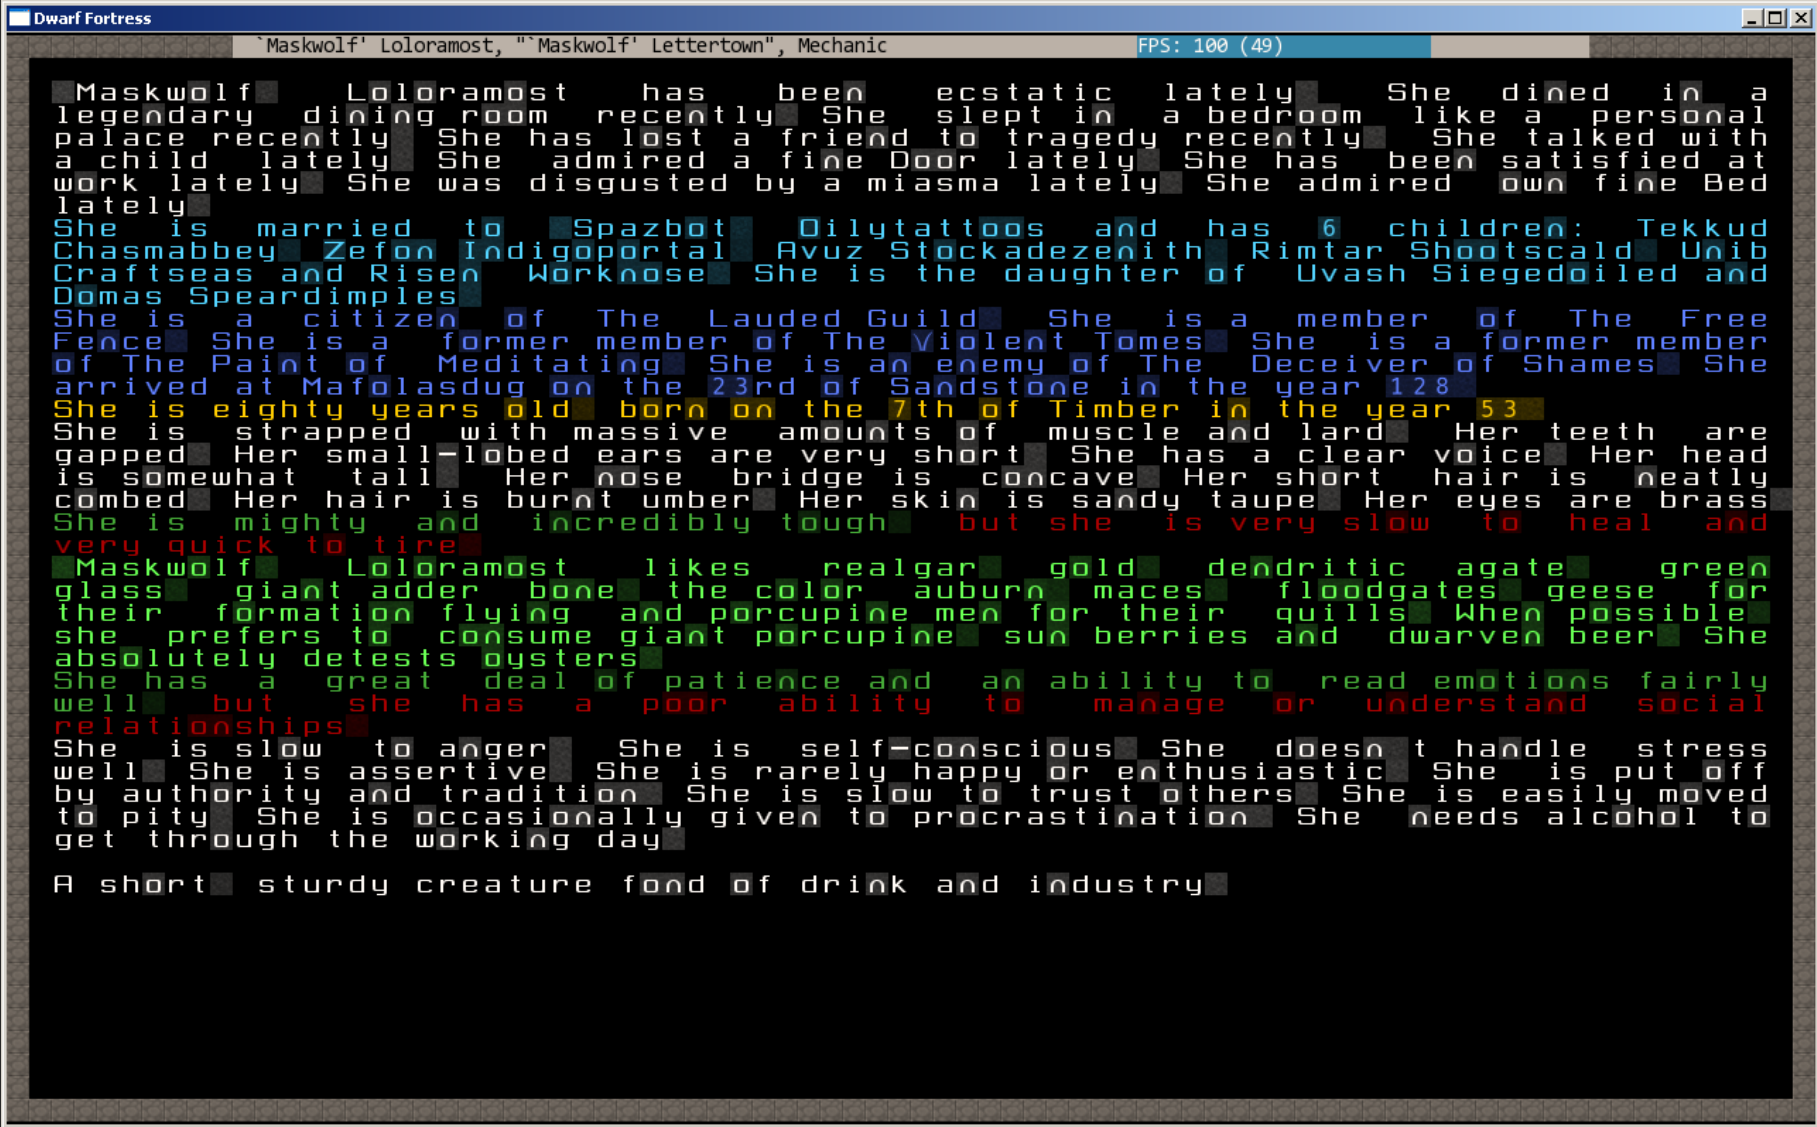 Dwarf Fortress
`Maskwolf' Loloramost, "`Maskwolf' Lettertown", Mechanic FPS: 100 (49)
Maskwolf Loloramost has been ecstatic lately She dined in a
legendary dining room recently She slept in a bedroom like a personal
palace recently She has lost a friend to tragedy recently She talked with
a child lately She admired a fine Door lately She has been satisfied at
work lately She was disgusted by a miasma lately She admired own fine Bed
lately
She is married to Spazbot Oilytattoos and has 6 children: Tekkud
Chasmabbey Zefon Indigoportal Avuz Stockadezenith Rimtar Shootscald Unib
Craftseas and Risen Worknose She is the daughter of Uvash Siegedoiled and
Domas Speardimples
She is a citizen of The Lauded Guild She is a member of The Free
Fence She is a former member of The Violent Tomes She is a former member
of The Paint of Meditating She is an enemy of The Deceiver of Shames She
arrived at Mafolasdug on the 23rd of Sandstone in the year 128
She is eighty years old born on the 7th of Timber in the year 53
She is strapped with massive amounts of muscle and lard Her teeth are
gapped Her small-lobed ears are very short She has a clear voice Her head
is somewhat tall Her nose bridge is concave Her short hair is neatly
combed Her hair is burnt umber Her skin is sandy taupe Her eyes are brass
She is mighty and incredibly tough but she is very slow to heal and
very quick to tire
Maskwolf Loloramost likes realgar gold dendritic agate green
glass giant adder bone the color auburn maces floodgates geese for
their formation flying and porcupine men for their quills When possible
she prefers to consume giant porcupine sun berries and dwarven beer She
absolutely detests oysters
She has a great deal of patience and an ability to read emotions fairly
well but she has a poor ability to manage or understand social
relationships
She is slow to anger She is self-conscious She doesn t handle stress
well She is assertive She is rarely happy or enthusiastic She is put off
by authority and tradition She is slow to trust others She is easily moved
to pity She is occasionally given to procrastination She needs alcohol to
get through the working day
A short sturdy creature fond of drink and industry